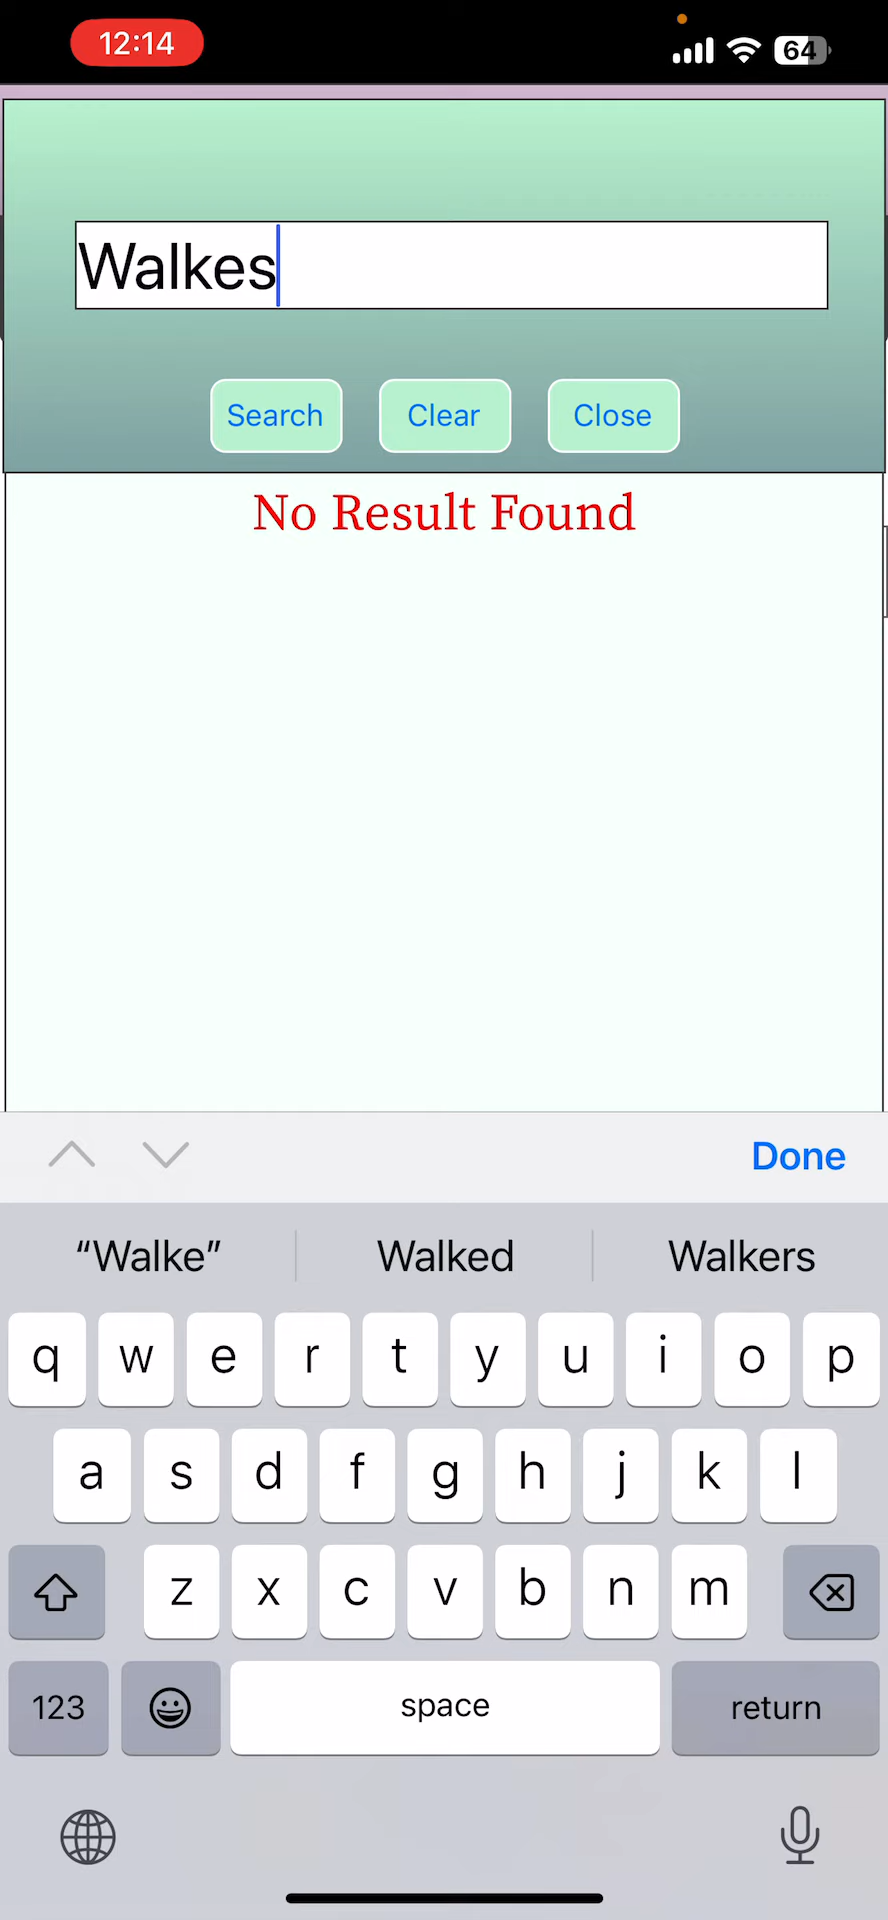 12:14
64
Walkes
Search Clear Close
No Result Found
Done
“Walke” Walked Walkers
q w e r t y u i o p
a s d f g h j k l
z x c v b n m
123 space return